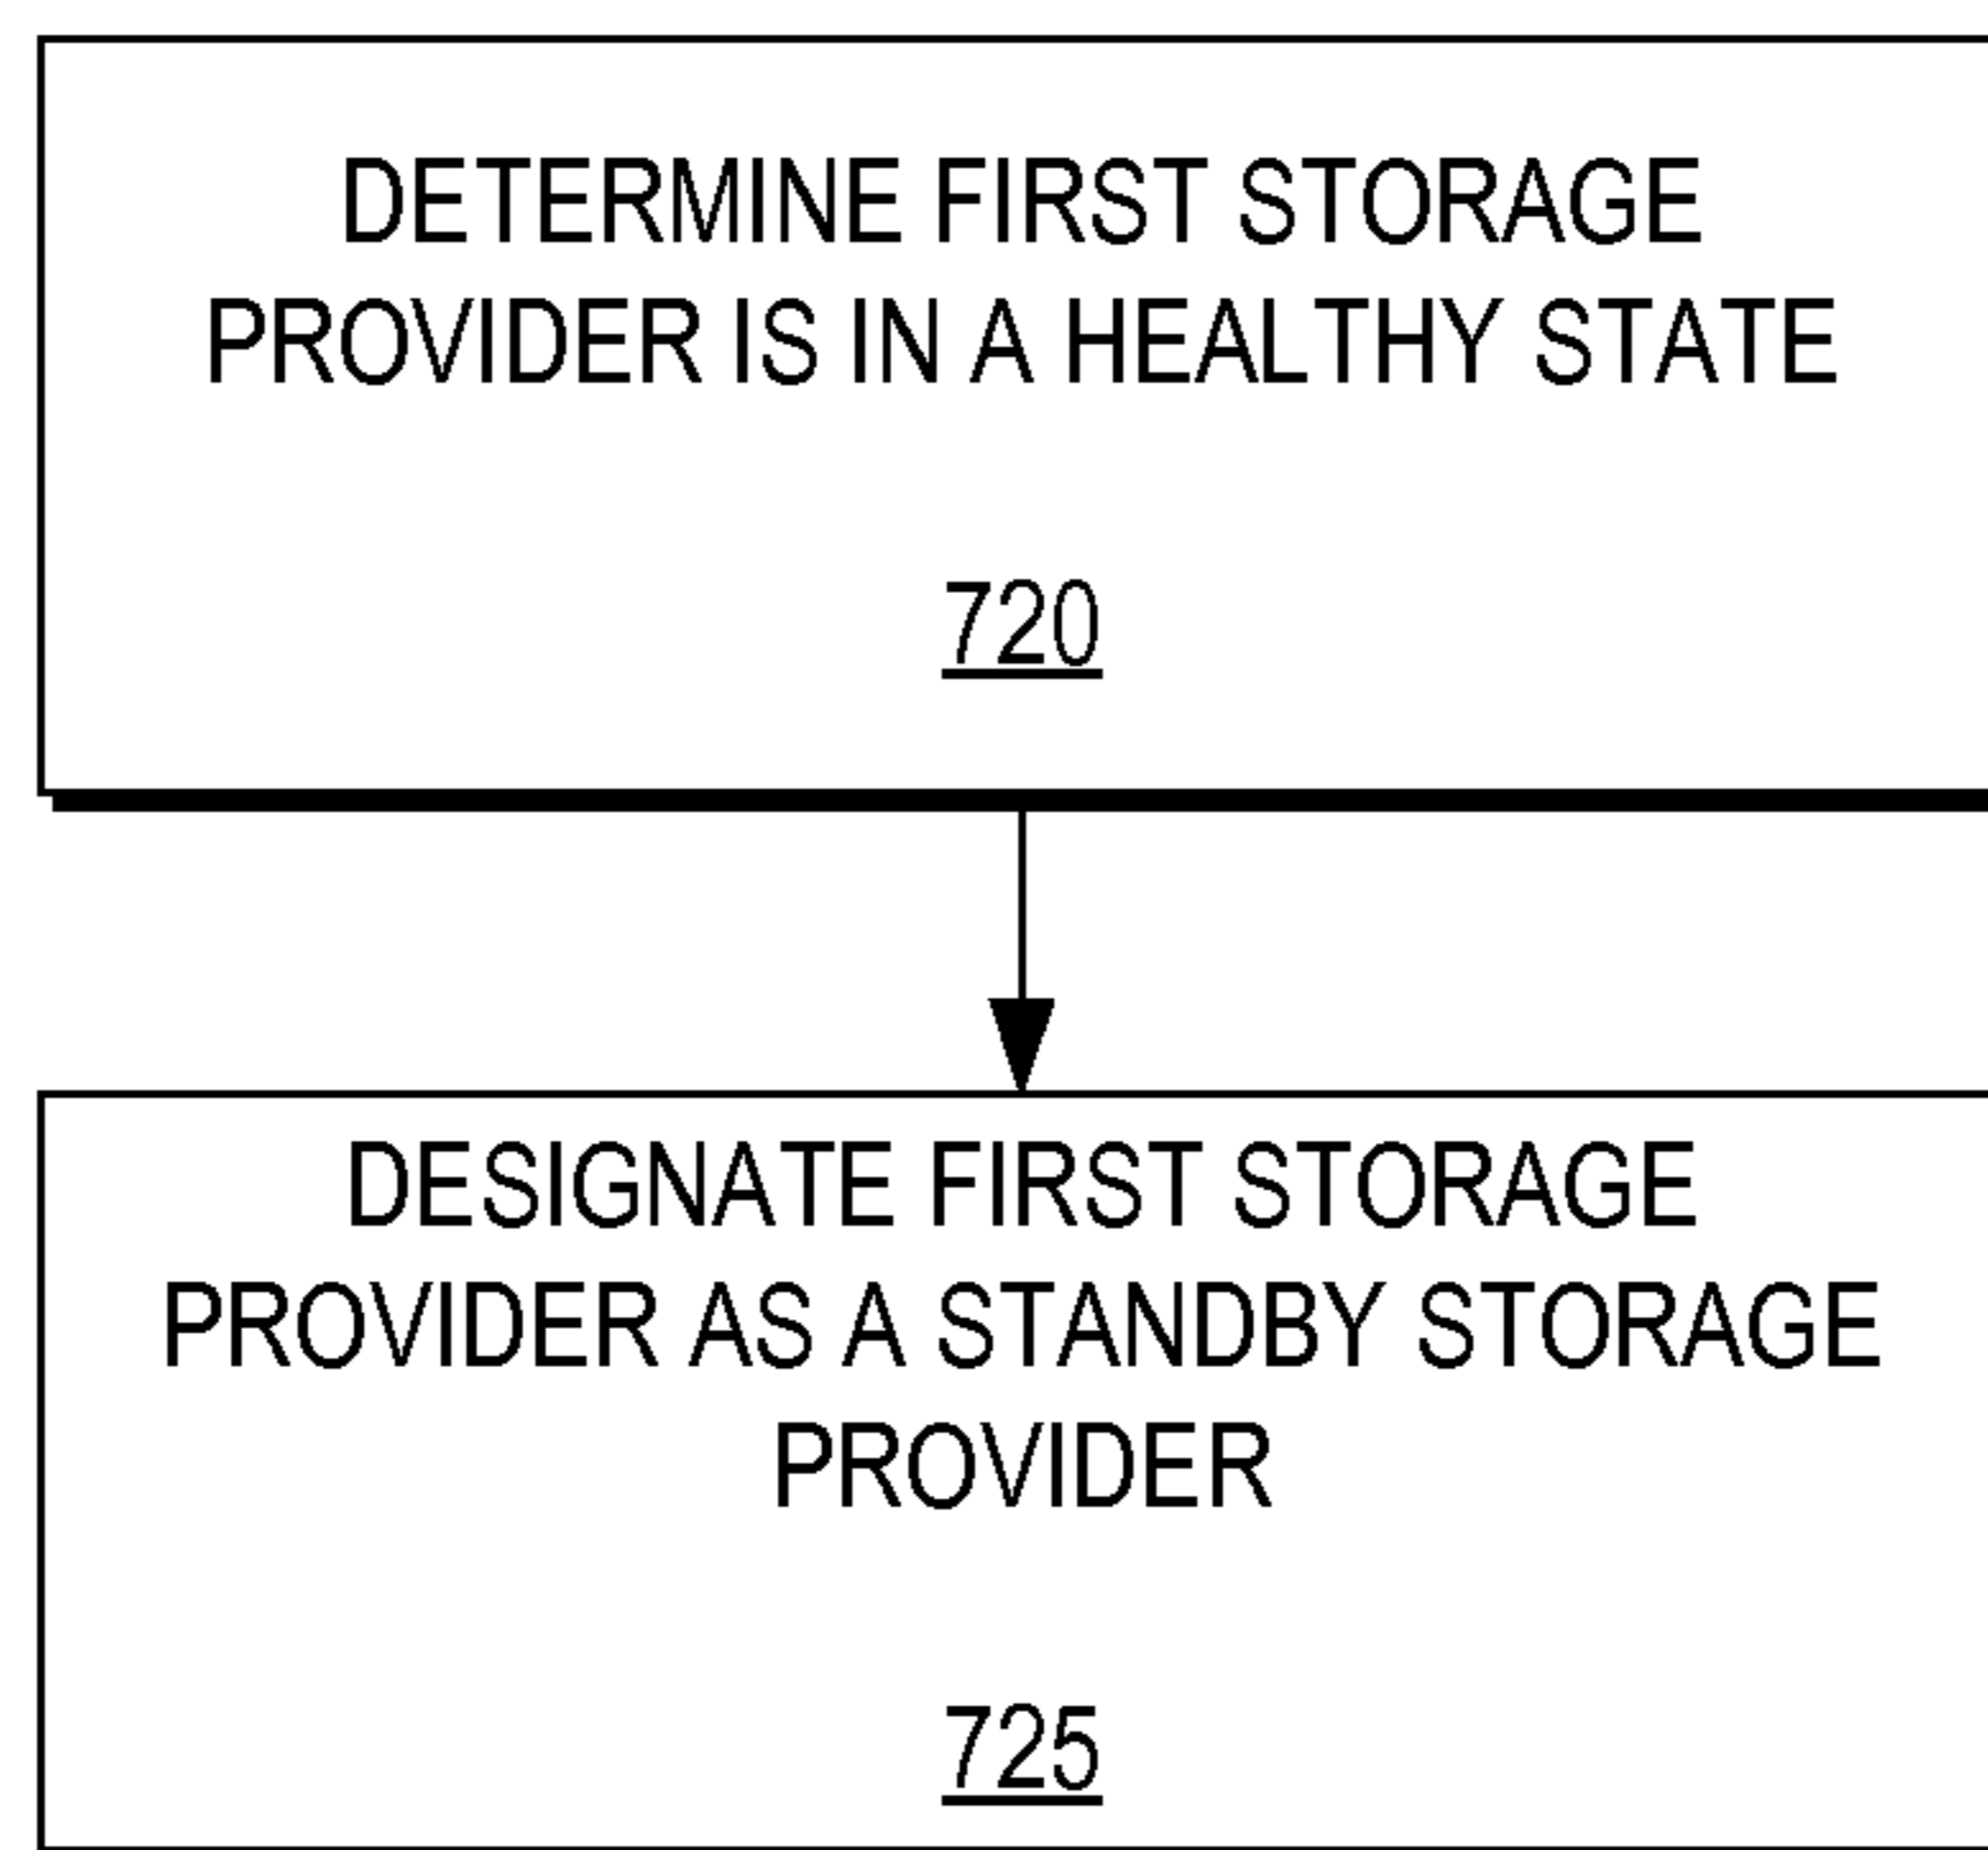 DETERMINE FIRST STORAGE
PROVIDER IS IN A HEALTHY STATE
720
DESIGNATE FIRST STORAGE
PROVIDER AS A STANDBY STORAGE
PROVIDER
725